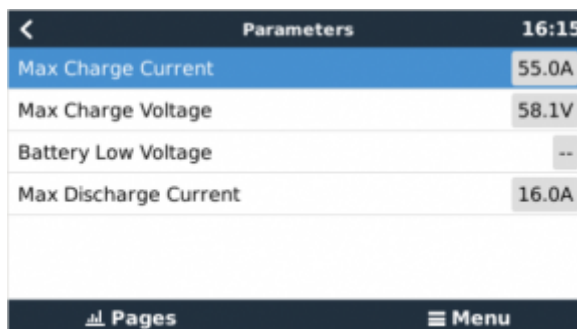 Parameters 16:15
Max Charge Current 55.0A
Max Charge Voltage 58.1V
Battery Low Voltage --
Max Discharge Current 16.0A
Pages Menu